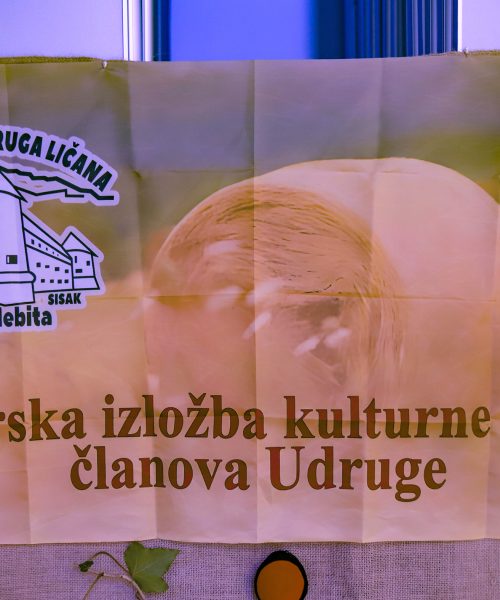 RUGA LIČANA
SISAK
lebita
rska izložba kulturne
članova Udruge